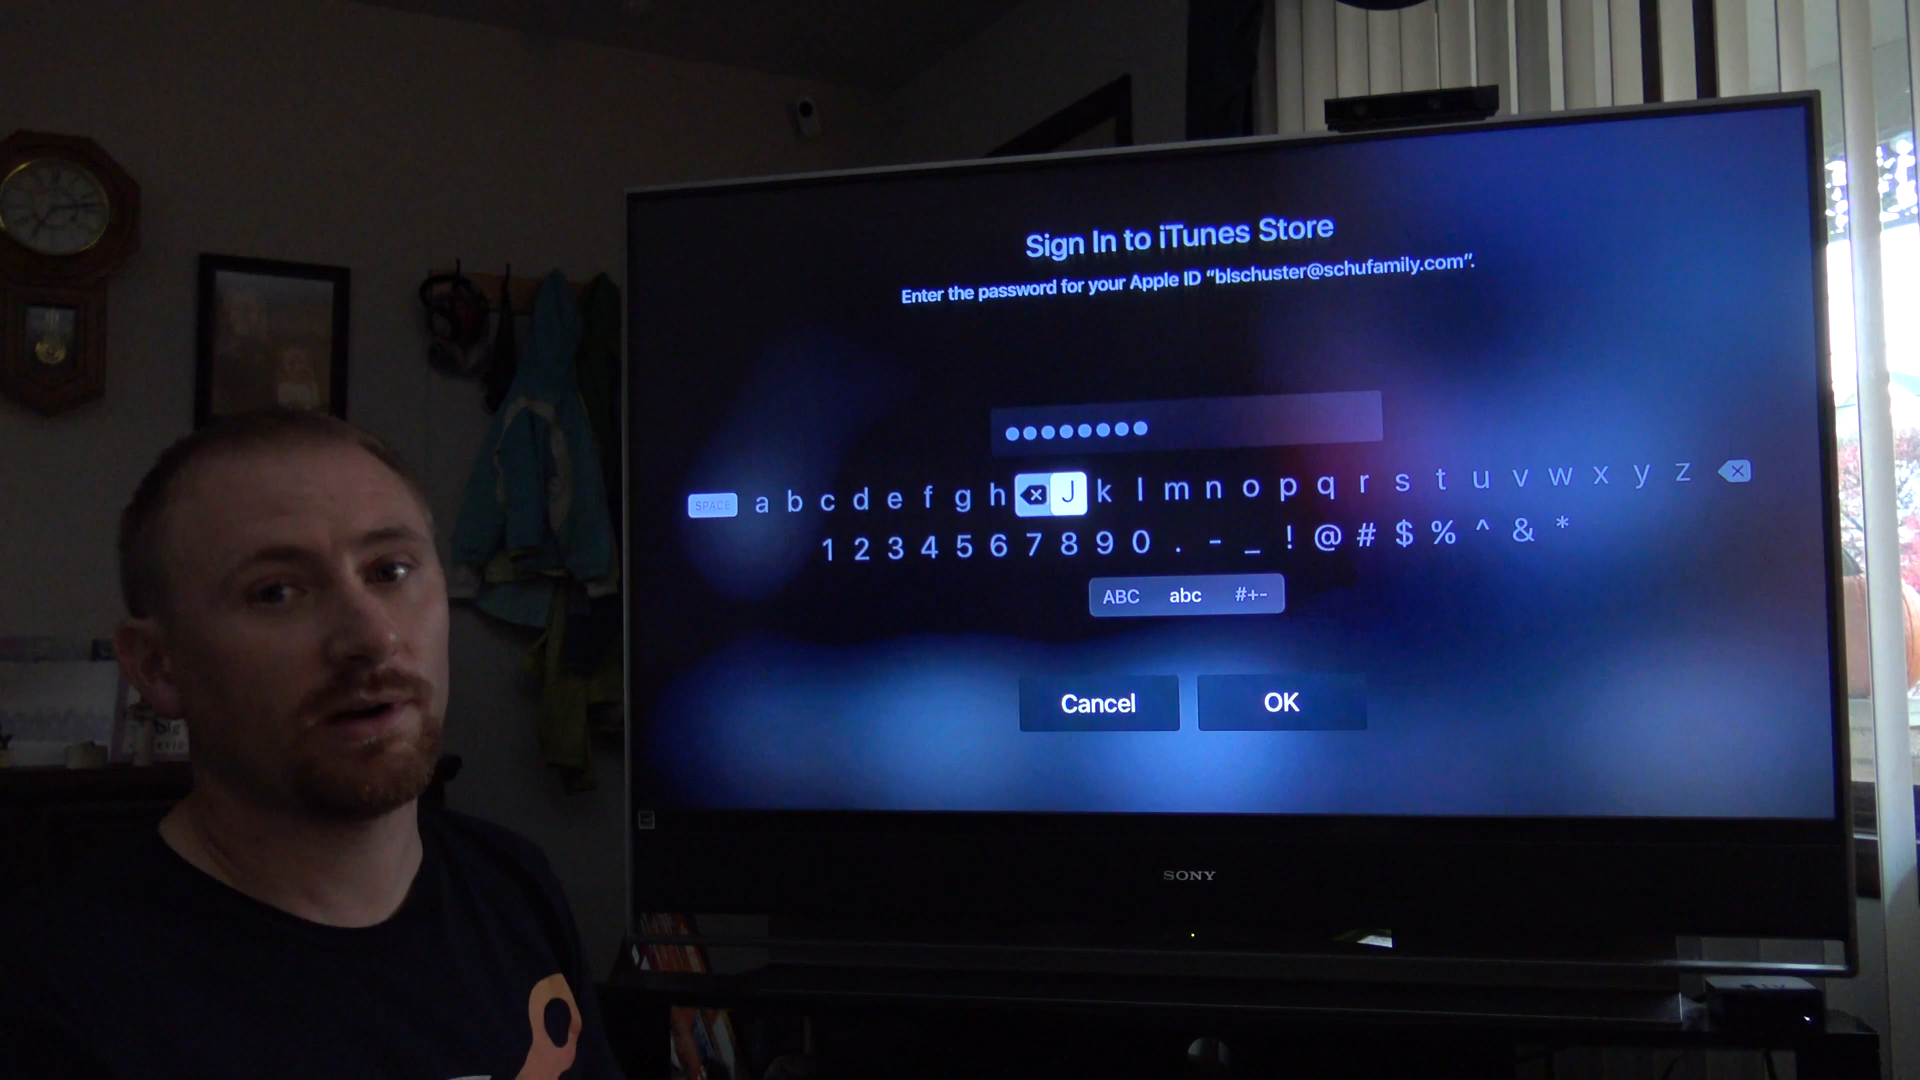 Sign In to iTunes Store
Enter the password for your Apple ID “blschuster@schufamily.com”.
SPACE a b c d e f g h J k l m n o p q r s t u v w x y z
1 2 3 4 5 6 7 8 9 0 . - _ ! @ # $ % ^ & *
ABC abc #+-
Cancel OK
SONY